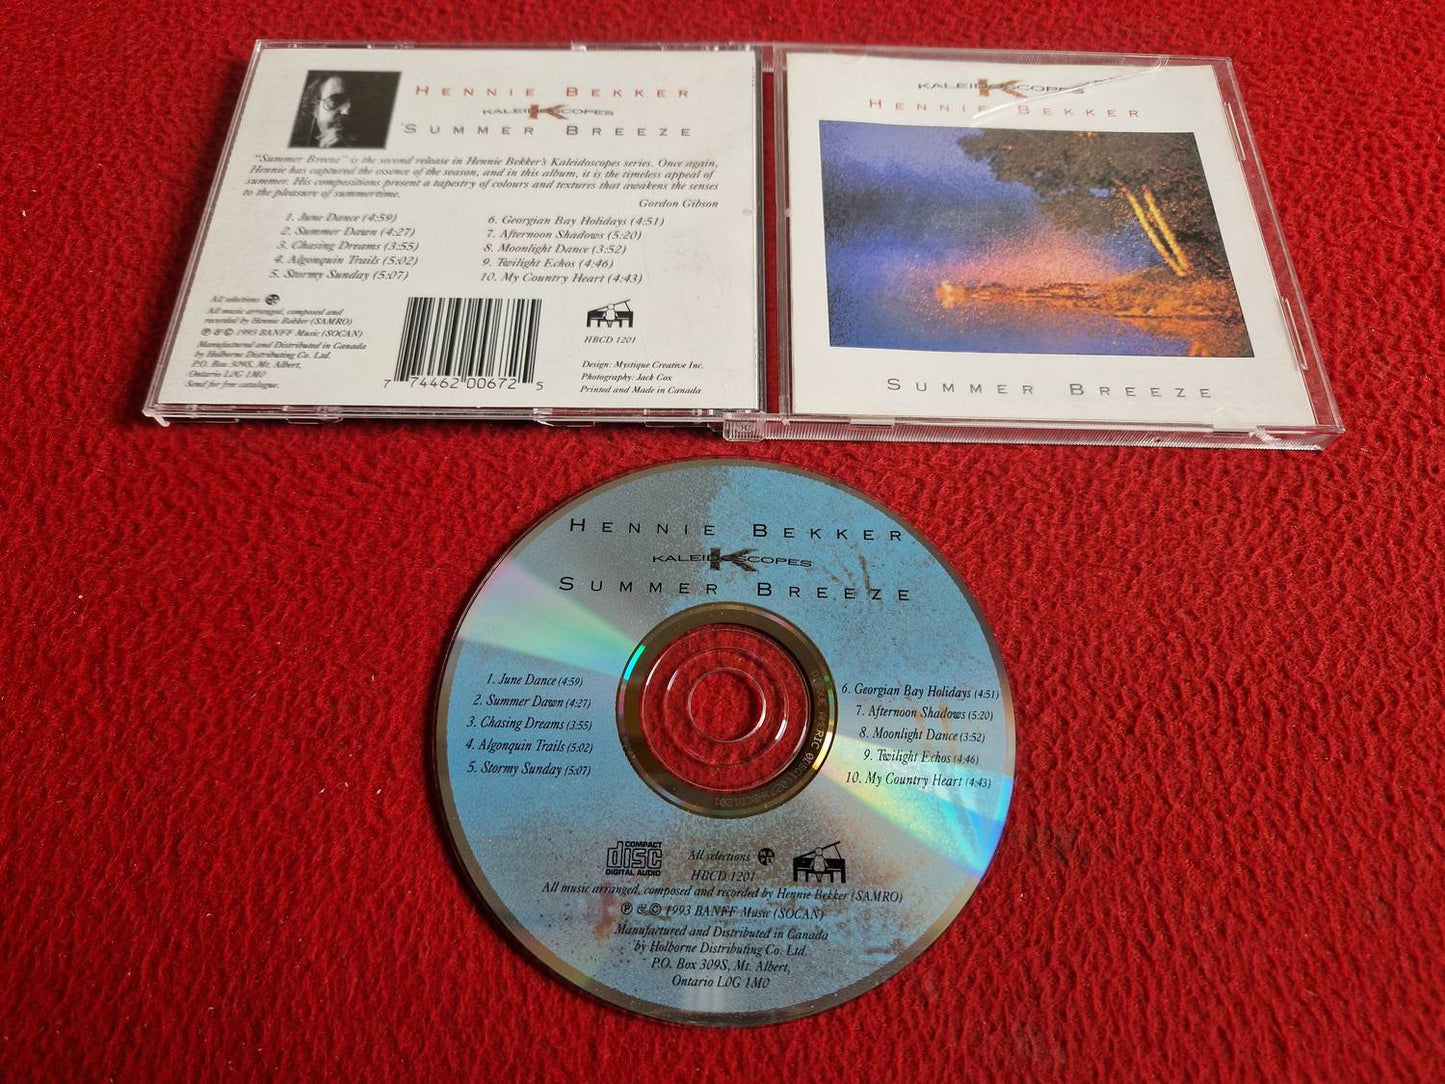 HENNIE BEKKER
KALEIDOSCOPES
SUMMER BREEZE
"Summer Breeze" is the second release in Hennie Bekker's Kaleidoscopes series. Once again,
Hennie has captured the essence of the season, and in this album, it is the timeless appeal of
summer. His compositions present a tapestry of colours and textures that awakens the senses
to the pleasure of summertime.
Gordon Gibson
1. June Dance (4:59)
2. Summer Dawn (4:27)
3. Chasing Dreams (3:55)
4. Algonquin Trails (5:02)
5. Stormy Sunday (5:07)
6. Georgian Bay Holidays (4:51)
7. Afternoon Shadows (5:20)
8. Moonlight Dance (3:52)
9. Twilight Echos (4:46)
10. My Country Heart (4:43)
All selections:
All music arranged, composed and
recorded by Hennie Bekker (SAMRO)
℗ & © 1993 BANFF Music (SOCAN)
Manufactured and Distributed in Canada
by Holborne Distributing Co. Ltd.
P.O. Box 309S, Mt. Albert,
Ontario L0G 1M0
Send for free catalogue.
7 74462 00672 5
HBCD 1201
Design: Mystique Creative Inc.
Photography: Jack Cox
Printed and Made in Canada
KALEIDOSCOPES
HENNIE BEKKER
SUMMER BREEZE
HENNIE BEKKER
KALEIDOSCOPES
SUMMER BREEZE
1. June Dance (4:59)
2. Summer Dawn (4:27)
3. Chasing Dreams (3:55)
4. Algonquin Trails (5:02)
5. Stormy Sunday (5:07)
6. Georgian Bay Holidays (4:51)
7. Afternoon Shadows (5:20)
8. Moonlight Dance (3:52)
9. Twilight Echos (4:46)
10. My Country Heart (4:43)
COMPACT
disc
DIGITAL AUDIO
All selections
HBCD 1201
All music arranged, composed and recorded by Hennie Bekker (SAMRO)
℗ & © 1993 BANFF Music (SOCAN)
Manufactured and Distributed in Canada
by Holborne Distributing Co. Ltd.
P.O. Box 309S, Mt. Albert,
Ontario L0G 1M0